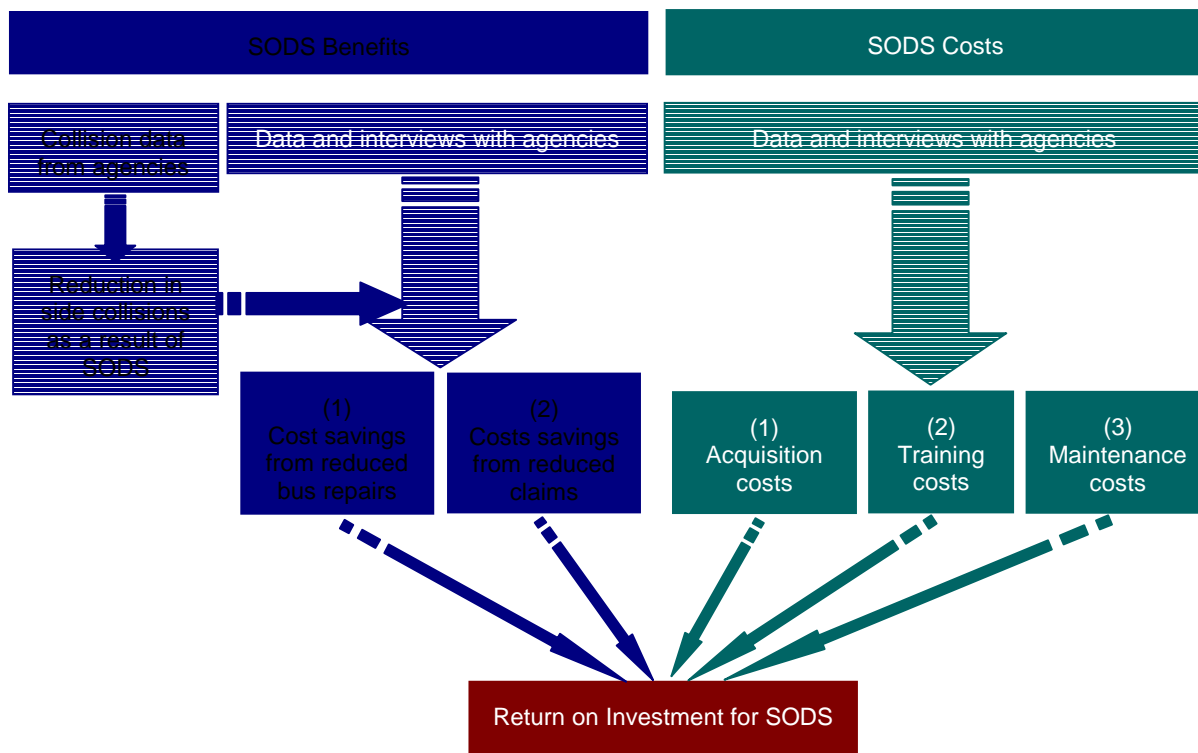 SODS Benefits
SODS Costs
Collision data
from agencies
Data and interviews with agencies
Data and interviews with agencies
Reduction in
side collisions
as a result of
SODS
(1)
Cost savings
from reduced
bus repairs
(2)
Costs savings
from reduced
claims
(1)
Acquisition
costs
(2)
Training
costs
(3)
Maintenance
costs
Return on Investment for SODS